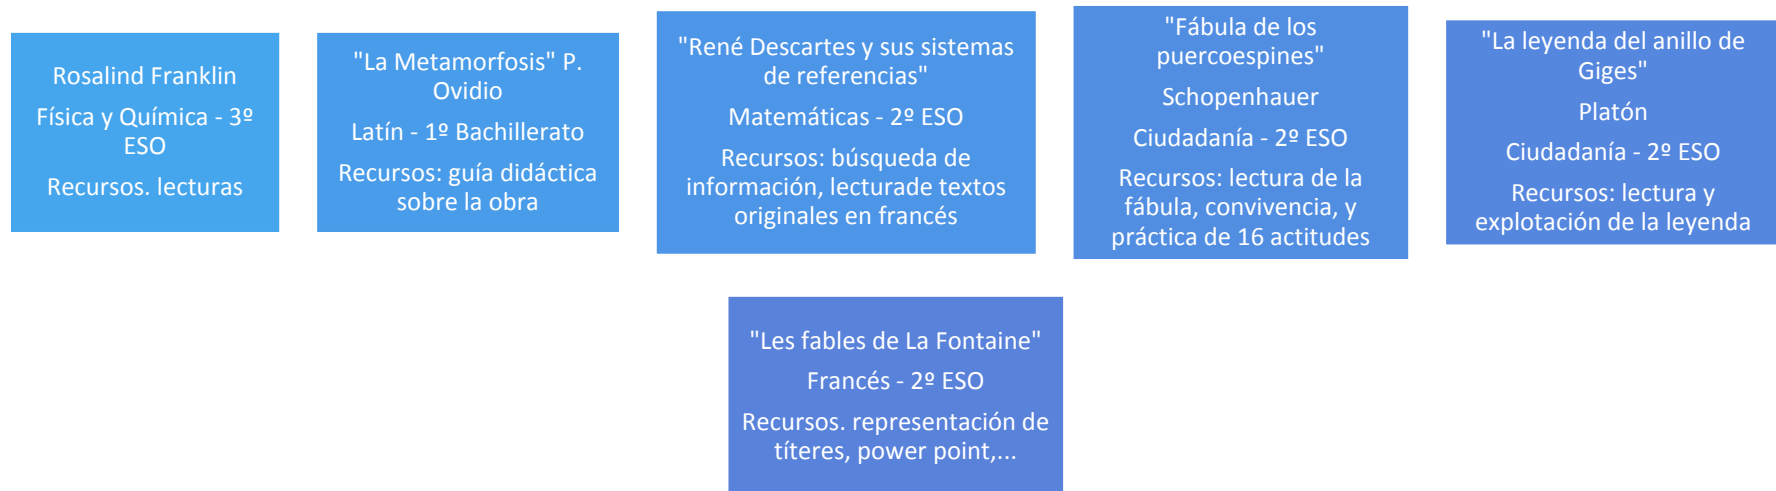 Rosalind Franklin
Física y Química - 3º
ESO
Recursos. lecturas
"La Metamorfosis" P.
Ovidio
Latín - 1º Bachillerato
Recursos: guía didáctica
sobre la obra
"René Descartes y sus sistemas
de referencias"
Matemáticas - 2º ESO
Recursos: búsqueda de
información, lecturade textos
originales en francés
"Fábula de los
puercoespines"
Schopenhauer
Ciudadanía - 2º ESO
Recursos: lectura de la
fábula, convivencia, y
práctica de 16 actitudes
"La leyenda del anillo de
Giges"
Platón
Ciudadanía - 2º ESO
Recursos: lectura y
explotación de la leyenda
"Les fables de La Fontaine"
Francés - 2º ESO
Recursos. representación de
títeres, power point,...